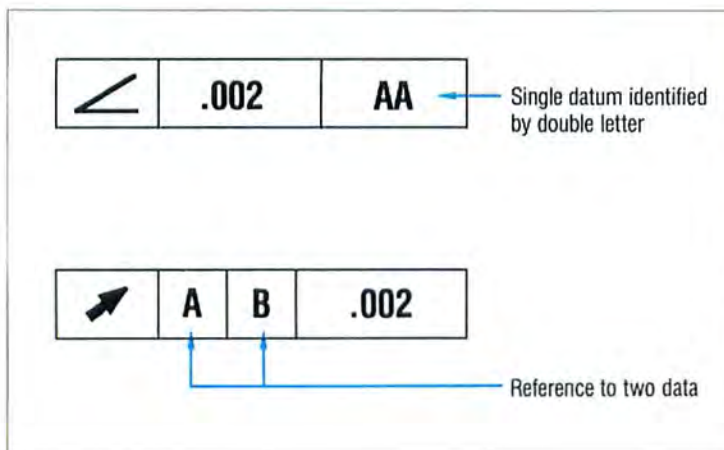 .002 AA
Single datum identified
by double letter
A B .002
Reference to two data